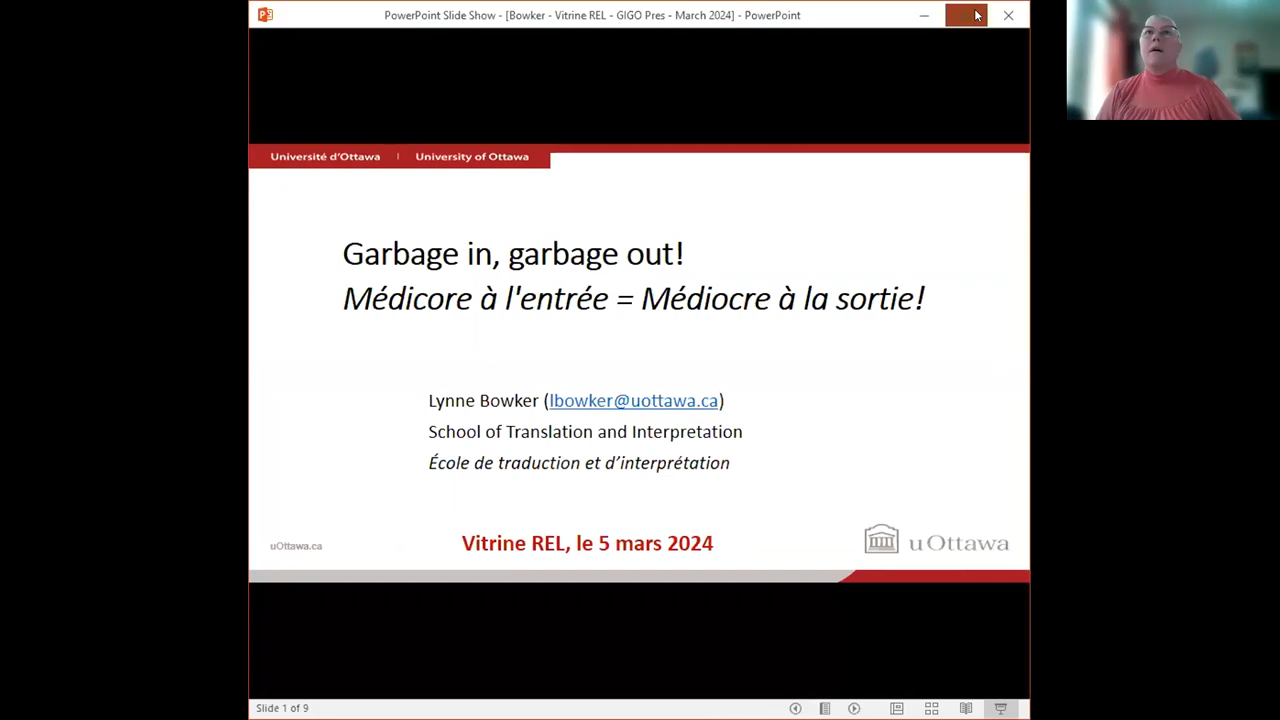 PowerPoint Slide Show - [Bowker - Vitrine REL - GIGO Pres - March 2024] - PowerPoint
Université d'Ottawa | University of Ottawa
Garbage in, garbage out!
Médicore à l'entrée = Médiocre à la sortie!
Lynne Bowker (lbowker@uottawa.ca)
School of Translation and Interpretation
École de traduction et d’interprétation
Vitrine REL, le 5 mars 2024
uOttawa.ca
uOttawa
Slide 1 of 9